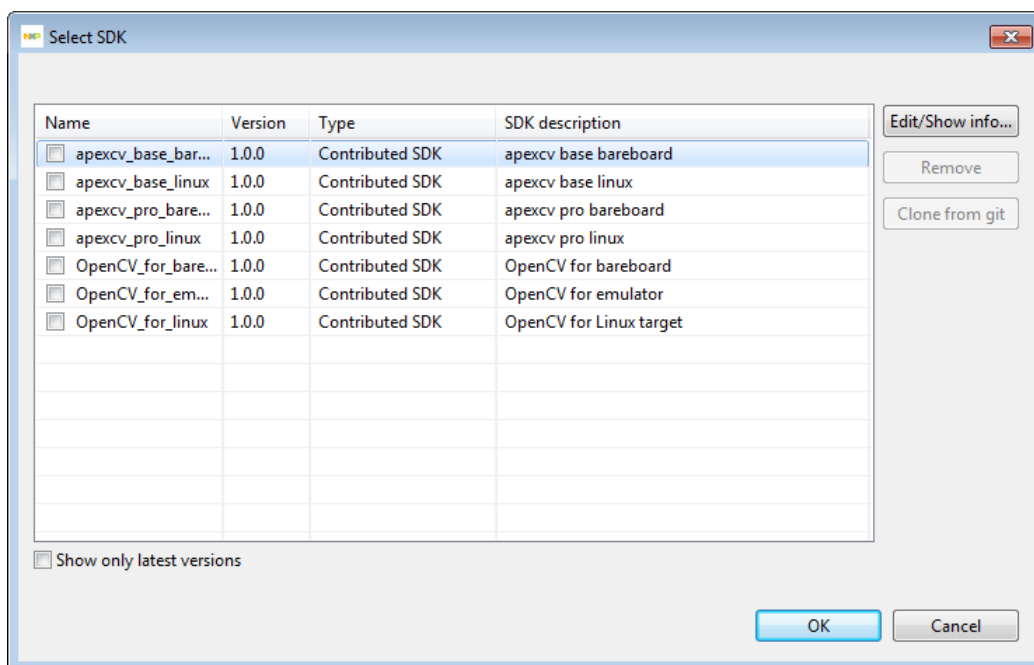 NXP Select SDK
Name Version Type SDK description
apexcv_base_bar... 1.0.0 Contributed SDK apexcv base bareboard
apexcv_base_linux 1.0.0 Contributed SDK apexcv base linux
apexcv_pro_bare... 1.0.0 Contributed SDK apexcv pro bareboard
apexcv_pro_linux 1.0.0 Contributed SDK apexcv pro linux
OpenCV_for_bare... 1.0.0 Contributed SDK OpenCV for bareboard
OpenCV_for_em... 1.0.0 Contributed SDK OpenCV for emulator
OpenCV_for_linux 1.0.0 Contributed SDK OpenCV for Linux target
Edit/Show info...
Remove
Clone from git
Show only latest versions
OK Cancel